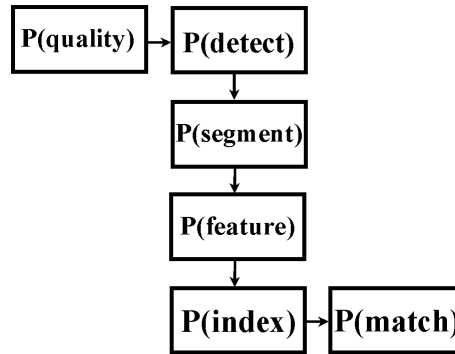 P(quality)
P(detect)
P(segment)
P(feature)
P(index)
P(match)